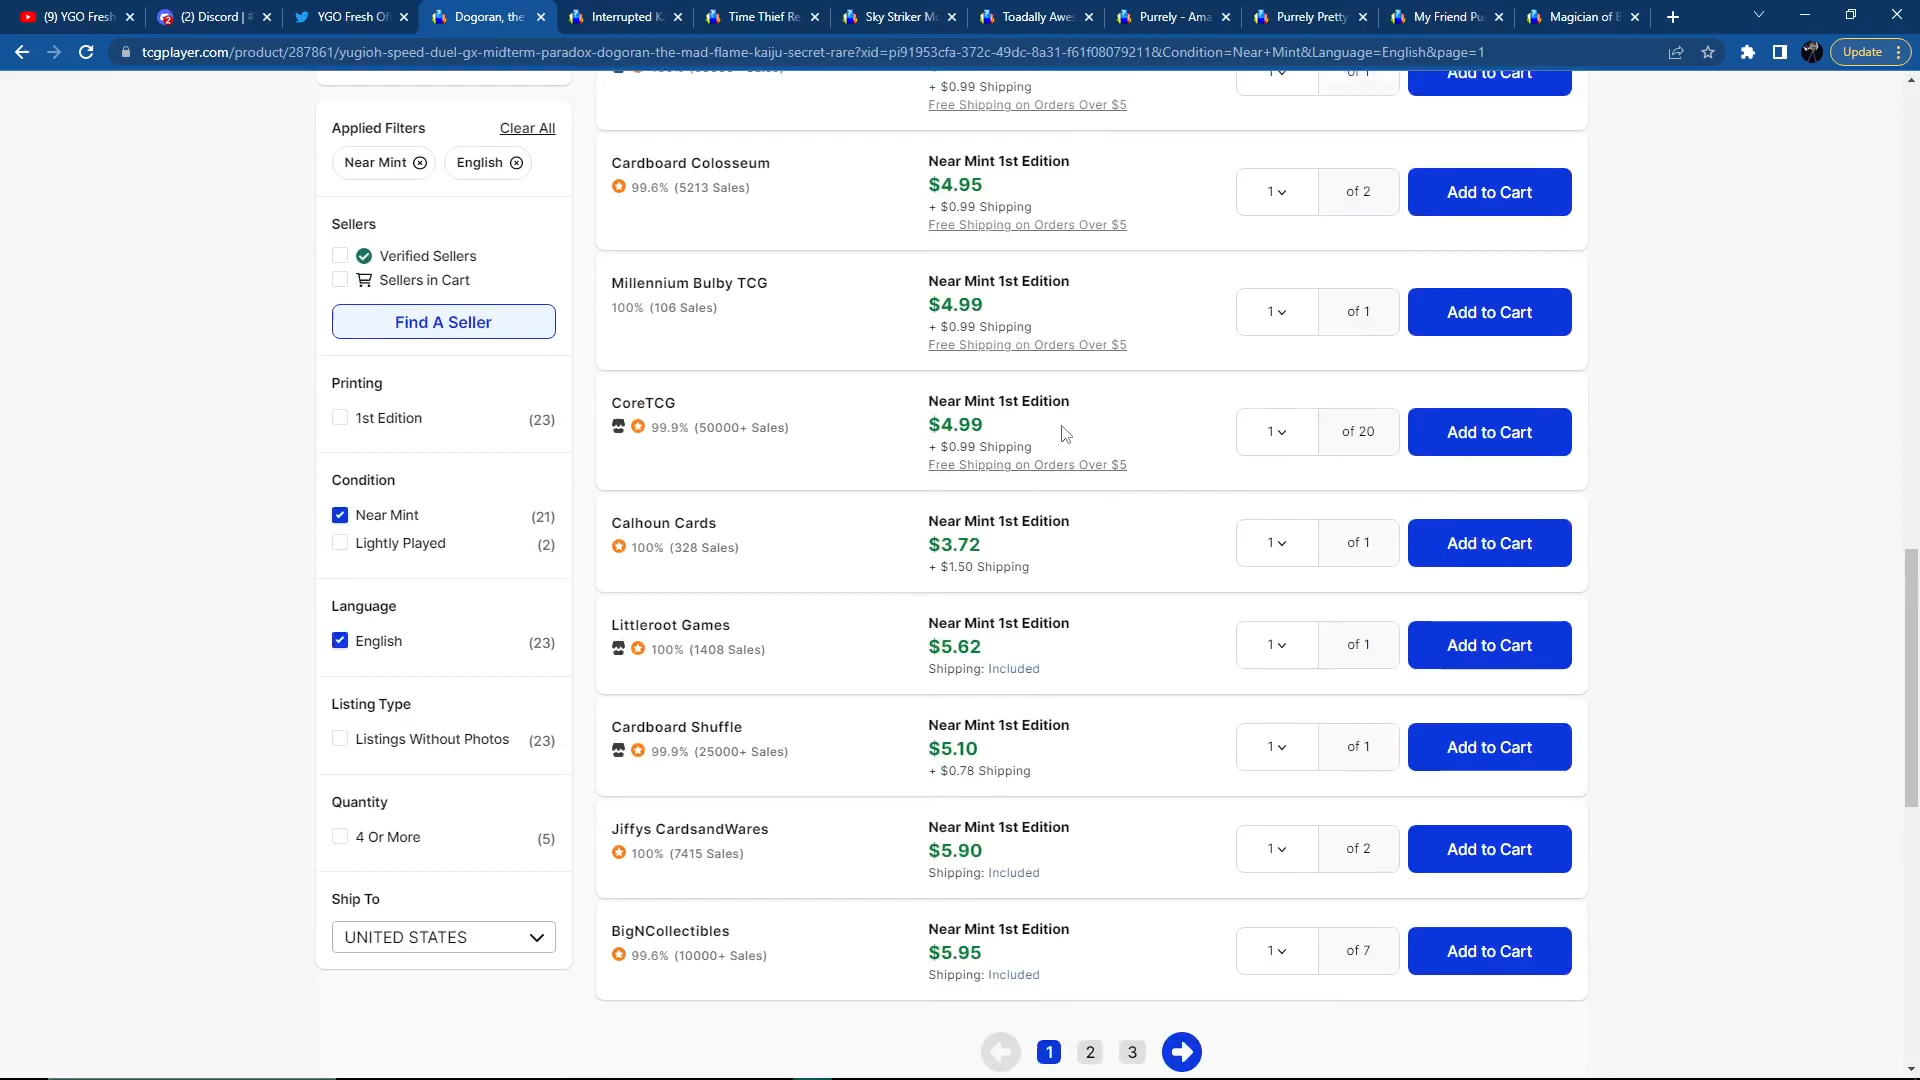 (9) YGO Fresh
(2) Discord | #
YGO Fresh Of
Dogoran, the
Interrupted K
Time Thief Re
Sky Striker M
Toadally Awe
Purrely - Ama
Purrely Pretty
My Friend Pu
Magician of B
tcgplayer.com/product/287861/yugioh-speed-duel-gx-midterm-paradox-dogoran-the-mad-flame-kaiju-secret-rare?xid=pi91953cfa-372c-49dc-8a31-f61f08079211&Condition=Near+Mint&Language=English&page=1
Update
Applied Filters
Clear All
Near Mint
English
Sellers
Verified Sellers
Sellers in Cart
Find A Seller
Printing
1st Edition (23)
Condition
Near Mint (21)
Lightly Played (2)
Language
English (23)
Listing Type
Listings Without Photos (23)
Quantity
4 Or More (5)
Ship To
UNITED STATES
+ $0.99 Shipping
Free Shipping on Orders Over $5
1 of 1
Add to Cart
Cardboard Colosseum
99.6% (5213 Sales)
Near Mint 1st Edition
$4.95
+ $0.99 Shipping
Free Shipping on Orders Over $5
1 of 2
Add to Cart
Millennium Bulby TCG
100% (106 Sales)
Near Mint 1st Edition
$4.99
+ $0.99 Shipping
Free Shipping on Orders Over $5
1 of 1
Add to Cart
CoreTCG
99.9% (50000+ Sales)
Near Mint 1st Edition
$4.99
+ $0.99 Shipping
Free Shipping on Orders Over $5
1 of 20
Add to Cart
Calhoun Cards
100% (328 Sales)
Near Mint 1st Edition
$3.72
+ $1.50 Shipping
1 of 1
Add to Cart
Littleroot Games
100% (1408 Sales)
Near Mint 1st Edition
$5.62
Shipping: Included
1 of 1
Add to Cart
Cardboard Shuffle
99.9% (25000+ Sales)
Near Mint 1st Edition
$5.10
+ $0.78 Shipping
1 of 1
Add to Cart
Jiffys CardsandWares
100% (7415 Sales)
Near Mint 1st Edition
$5.90
Shipping: Included
1 of 2
Add to Cart
BigNCollectibles
99.6% (10000+ Sales)
Near Mint 1st Edition
$5.95
Shipping: Included
1 of 7
Add to Cart
1 2 3